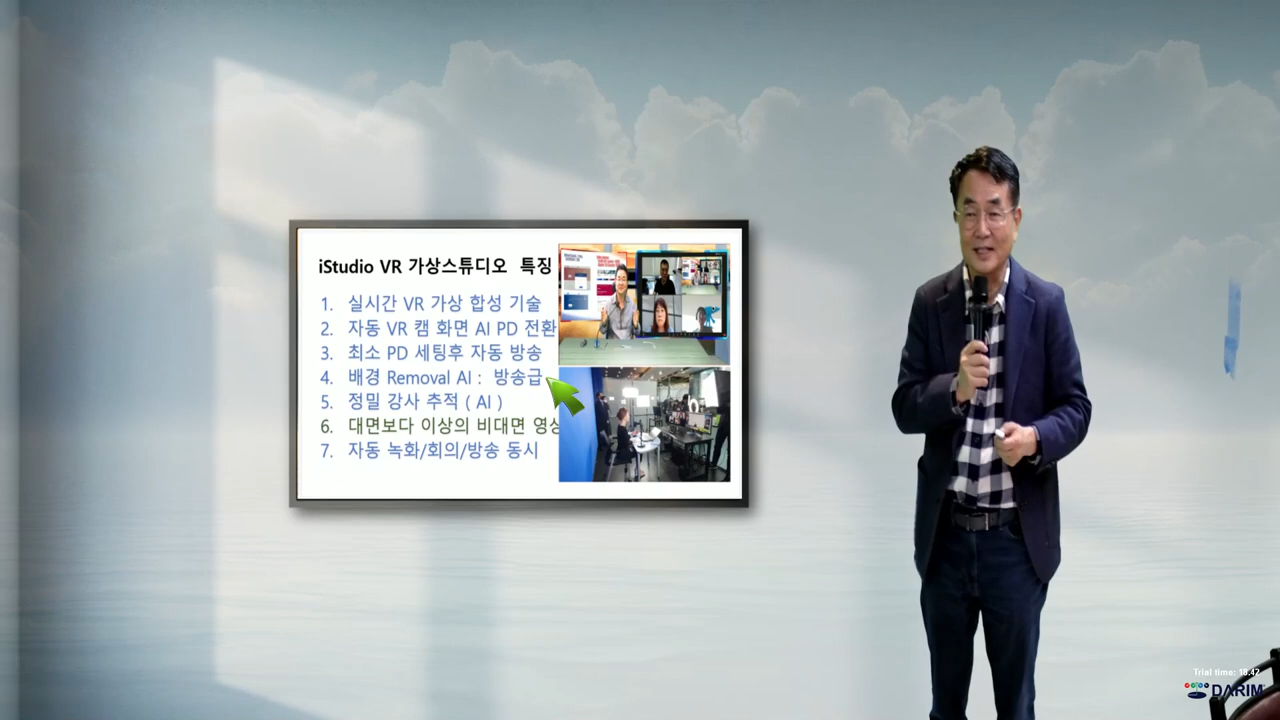 iStudio VR 가상스튜디오 특징
1. 실시간 VR 가상 합성 기술
2. 자동 VR 캠 화면 AI PD 전환
3. 최소 PD 세팅후 자동 방송
4. 배경 Removal AI : 방송급
5. 정밀 강사 추적 ( AI )
6. 대면보다 이상의 비대면 영상
7. 자동 녹화/회의/방송 동시
Trial time: 18:42
DARIM